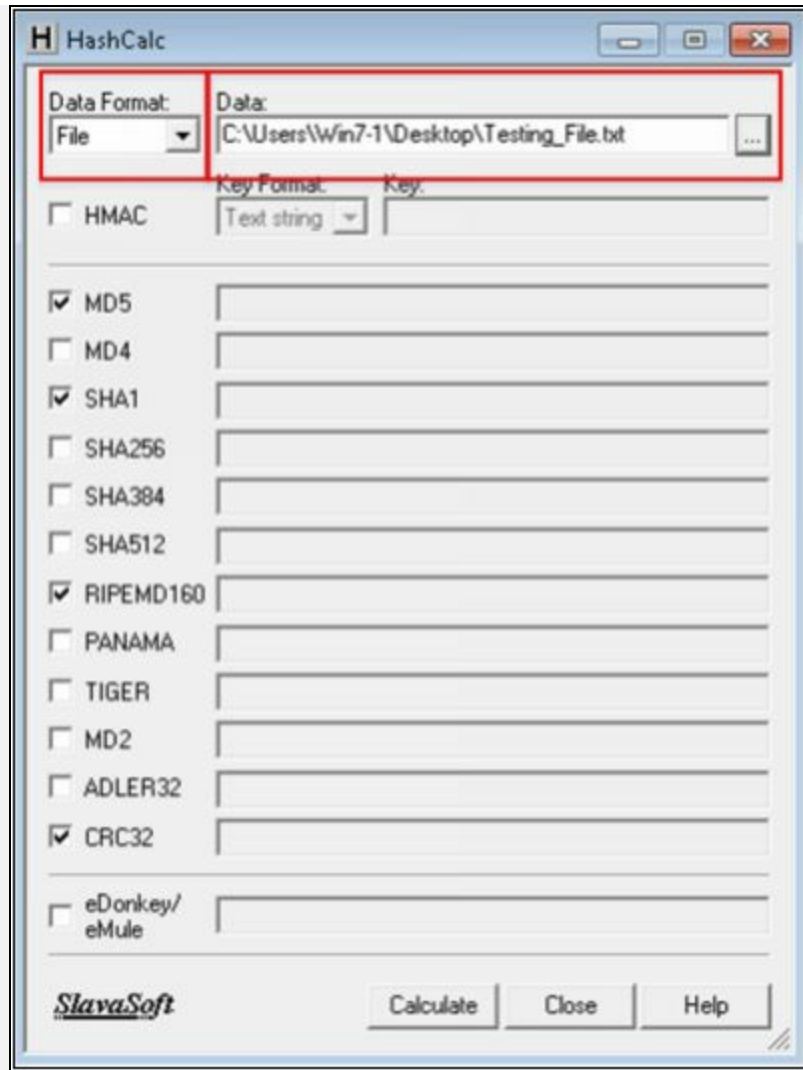 H HashCalc
Data Format: Data:
File C:\Users\Win7-1\Desktop\Testing_File.txt ...
Key Format: Key:
HMAC Text string
MD5
MD4
SHA1
SHA256
SHA384
SHA512
RIPEMD160
PANAMA
TIGER
MD2
ADLER32
CRC32
eDonkey/
eMule
SlavaSoft Calculate Close Help